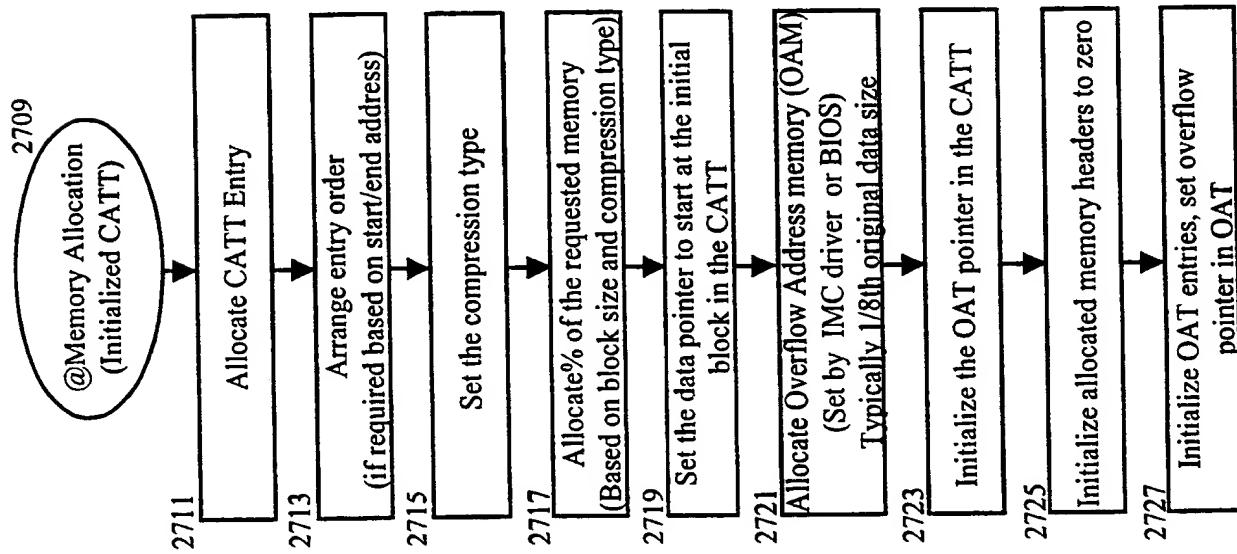 2709
@Memory Allocation
(Initialized CATT)
2711
Allocate CATT Entry
2713
Arrange entry order
(if required based on start/end address)
2715
Set the compression type
2717
Allocate% of the requested memory
(Based on block size and compression type)
2719
Set the data pointer to start at the initial
block in the CATT
2721
Allocate Overflow Address memory (OAM)
(Set by IMC driver or BIOS)
Typically 1/8th original data size
2723
Initialize the OAT pointer in the CATT
2725
Initialize allocated memory headers to zero
2727
Initialize OAT entries, set overflow
pointer in OAT